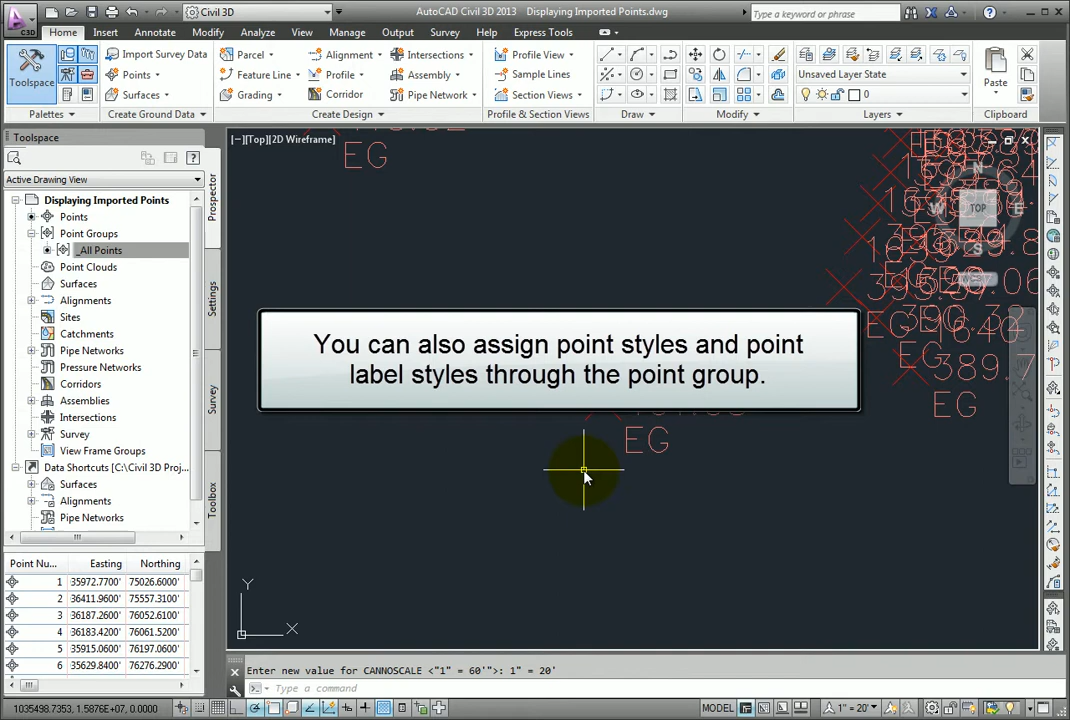 Civil 3D
AutoCAD Civil 3D 2013 Displaying Imported Points.dwg
Type a keyword or phrase
C3D
Home Insert Annotate Modify Analyze View Manage Output Survey Help Express Tools
Toolspace
Import Survey Data
Points
Surfaces
Parcel
Feature Line
Grading
Alignment
Profile
Corridor
Intersections
Assembly
Pipe Network
Profile View
Sample Lines
Section Views
Unsaved Layer State
0
Paste
Palettes Create Ground Data Create Design Profile & Section Views Draw Modify Layers Clipboard
Toolspace
Active Drawing View
Displaying Imported Points
Points
Point Groups
_All Points
Point Clouds
Surfaces
Alignments
Sites
Catchments
Pipe Networks
Pressure Networks
Corridors
Assemblies
Intersections
Survey
View Frame Groups
Data Shortcuts [C:\Civil 3D Proj...
Surfaces
Alignments
Pipe Networks
Prospector
Settings
Survey
Toolbox
Point Nu... Easting Northing
1 35972.7700' 75026.6000'
2 36411.9600' 75557.3100'
3 36187.2600' 76052.6100'
4 36183.4200' 76061.5200'
5 35915.0600' 76197.0600'
6 35629.8400' 76276.2900'
[−][Top][2D Wireframe]
EG
N
W TOP E
S
You can also assign point styles and point
label styles through the point group.
EG
EG
EG
389.7
EG
Y
X
Enter new value for CANNOSCALE <"1" = 60'">: 1" = 20'
Type a command
1035498.7353, 1.5876E+07, 0.0000
MODEL
1" = 20'